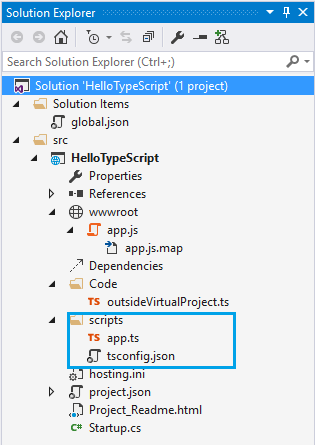 Solution Explorer
Search Solution Explorer (Ctrl+;)
Solution 'HelloTypeScript' (1 project)
Solution Items
global.json
src
HelloTypeScript
Properties
References
wwwroot
app.js
app.js.map
Dependencies
Code
TS outsideVirtualProject.ts
scripts
TS app.ts
tsconfig.json
hosting.ini
project.json
Project_Readme.html
C# Startup.cs